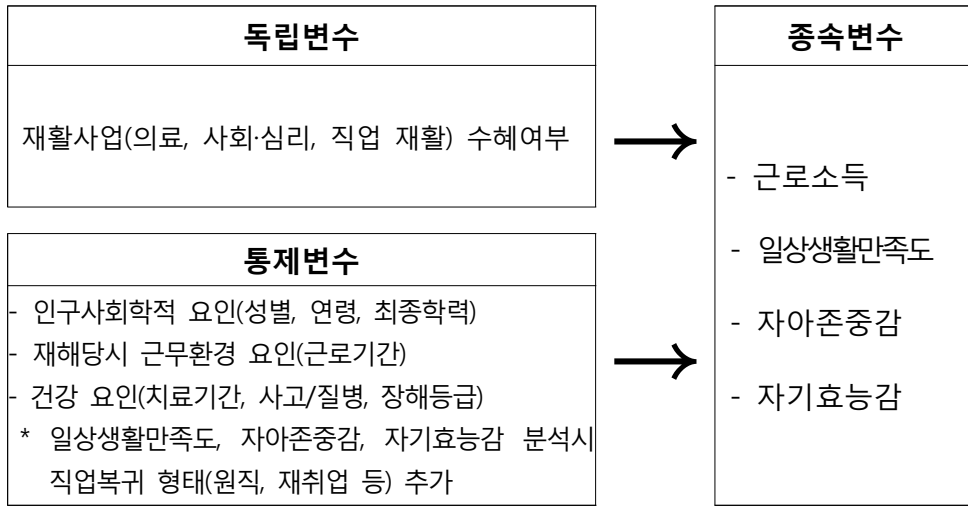 독립변수
재활사업(의료, 사회·심리, 직업 재활) 수혜여부
통제변수
- 인구사회학적 요인(성별, 연령, 최종학력)
- 재해당시 근무환경 요인(근로기간)
- 건강 요인(치료기간, 사고/질병, 장해등급)
* 일상생활만족도, 자아존중감, 자기효능감 분석시
직업복귀 형태(원직, 재취업 등) 추가
종속변수
- 근로소득
- 일상생활만족도
- 자아존중감
- 자기효능감